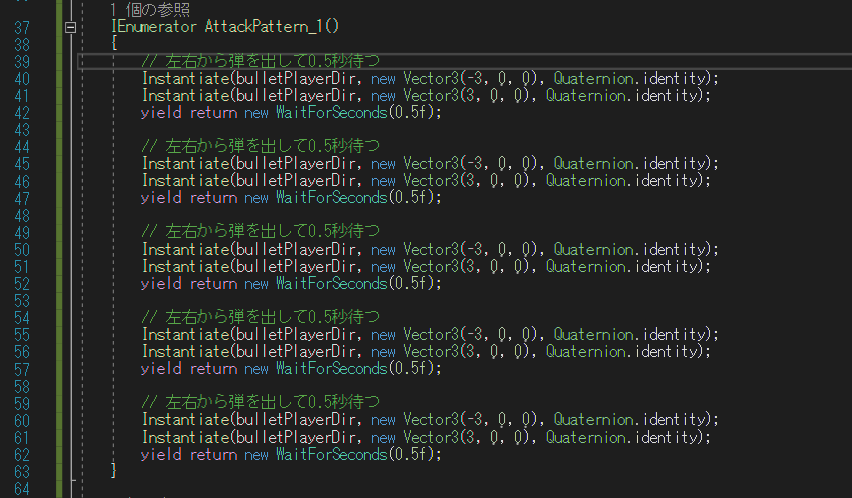 1 個の参照
37 IEnumerator AttackPattern_1()
38 {
39 // 左右から弾を出して0.5秒待つ
40 Instantiate(bulletPlayerDir, new Vector3(-3, 0, 0), Quaternion.identity);
41 Instantiate(bulletPlayerDir, new Vector3(3, 0, 0), Quaternion.identity);
42 yield return new WaitForSeconds(0.5f);
43
44 // 左右から弾を出して0.5秒待つ
45 Instantiate(bulletPlayerDir, new Vector3(-3, 0, 0), Quaternion.identity);
46 Instantiate(bulletPlayerDir, new Vector3(3, 0, 0), Quaternion.identity);
47 yield return new WaitForSeconds(0.5f);
48
49 // 左右から弾を出して0.5秒待つ
50 Instantiate(bulletPlayerDir, new Vector3(-3, 0, 0), Quaternion.identity);
51 Instantiate(bulletPlayerDir, new Vector3(3, 0, 0), Quaternion.identity);
52 yield return new WaitForSeconds(0.5f);
53
54 // 左右から弾を出して0.5秒待つ
55 Instantiate(bulletPlayerDir, new Vector3(-3, 0, 0), Quaternion.identity);
56 Instantiate(bulletPlayerDir, new Vector3(3, 0, 0), Quaternion.identity);
57 yield return new WaitForSeconds(0.5f);
58
59 // 左右から弾を出して0.5秒待つ
60 Instantiate(bulletPlayerDir, new Vector3(-3, 0, 0), Quaternion.identity);
61 Instantiate(bulletPlayerDir, new Vector3(3, 0, 0), Quaternion.identity);
62 yield return new WaitForSeconds(0.5f);
63 }
64